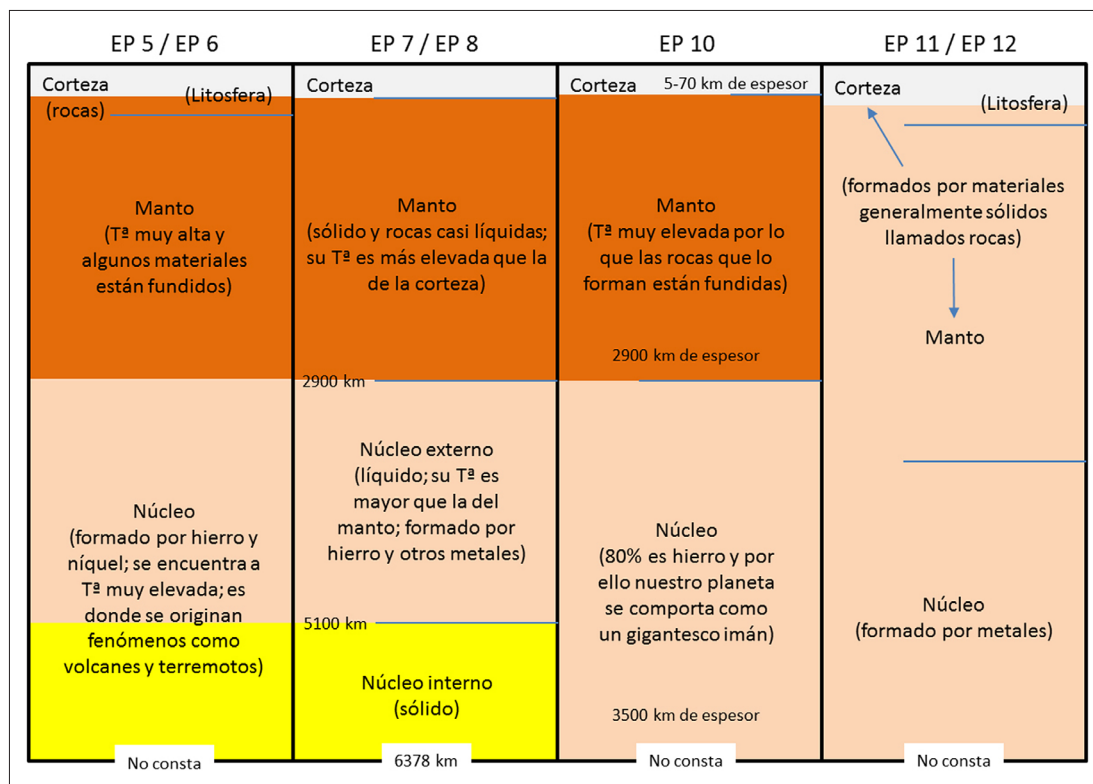 EP 5 / EP 6
Corteza
(Litosfera)
(rocas)
Manto
(Tª muy alta y
algunos materiales
están fundidos)
Núcleo
(formado por hierro y
níquel; se encuentra a
Tª muy elevada; es
donde se originan
fenómenos como
volcanes y terremotos)
No consta
EP 7 / EP 8
Corteza
Manto
(sólido y rocas casi líquidas;
su Tª es más elevada que la
de la corteza)
2900 km
Núcleo externo
(líquido; su Tª es
mayor que la del
manto; formado por
hierro y otros metales)
5100 km
Núcleo interno
(sólido)
6378 km
EP 10
Corteza
5-70 km de espesor
Manto
(Tª muy elevada por lo
que las rocas que lo
forman están fundidas)
2900 km de espesor
Núcleo
(80% es hierro y por
ello nuestro planeta
se comporta como
un gigantesco imán)
3500 km de espesor
No consta
EP 11 / EP 12
Corteza
(Litosfera)
(formados por materiales
generalmente sólidos
llamados rocas)
Manto
Núcleo
(formado por metales)
No consta